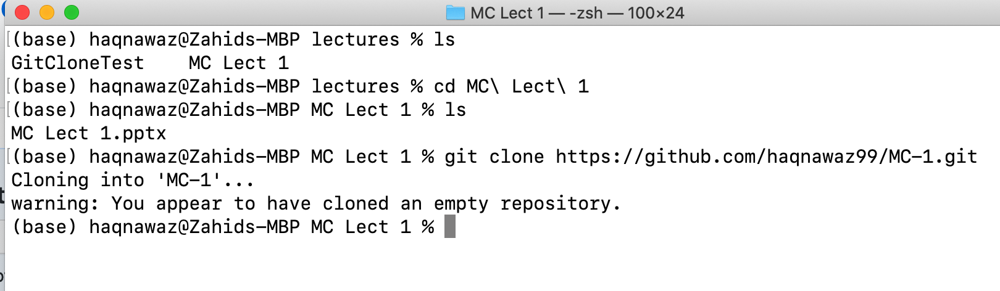 MC Lect 1 — -zsh — 100×24
(base) haqnawaz@Zahids-MBP lectures % ls
GitCloneTest    MC Lect 1
(base) haqnawaz@Zahids-MBP lectures % cd MC\ Lect\ 1
(base) haqnawaz@Zahids-MBP MC Lect 1 % ls
MC Lect 1.pptx
(base) haqnawaz@Zahids-MBP MC Lect 1 % git clone https://github.com/haqnawaz99/MC-1.git
Cloning into 'MC-1'...
warning: You appear to have cloned an empty repository.
(base) haqnawaz@Zahids-MBP MC Lect 1 %